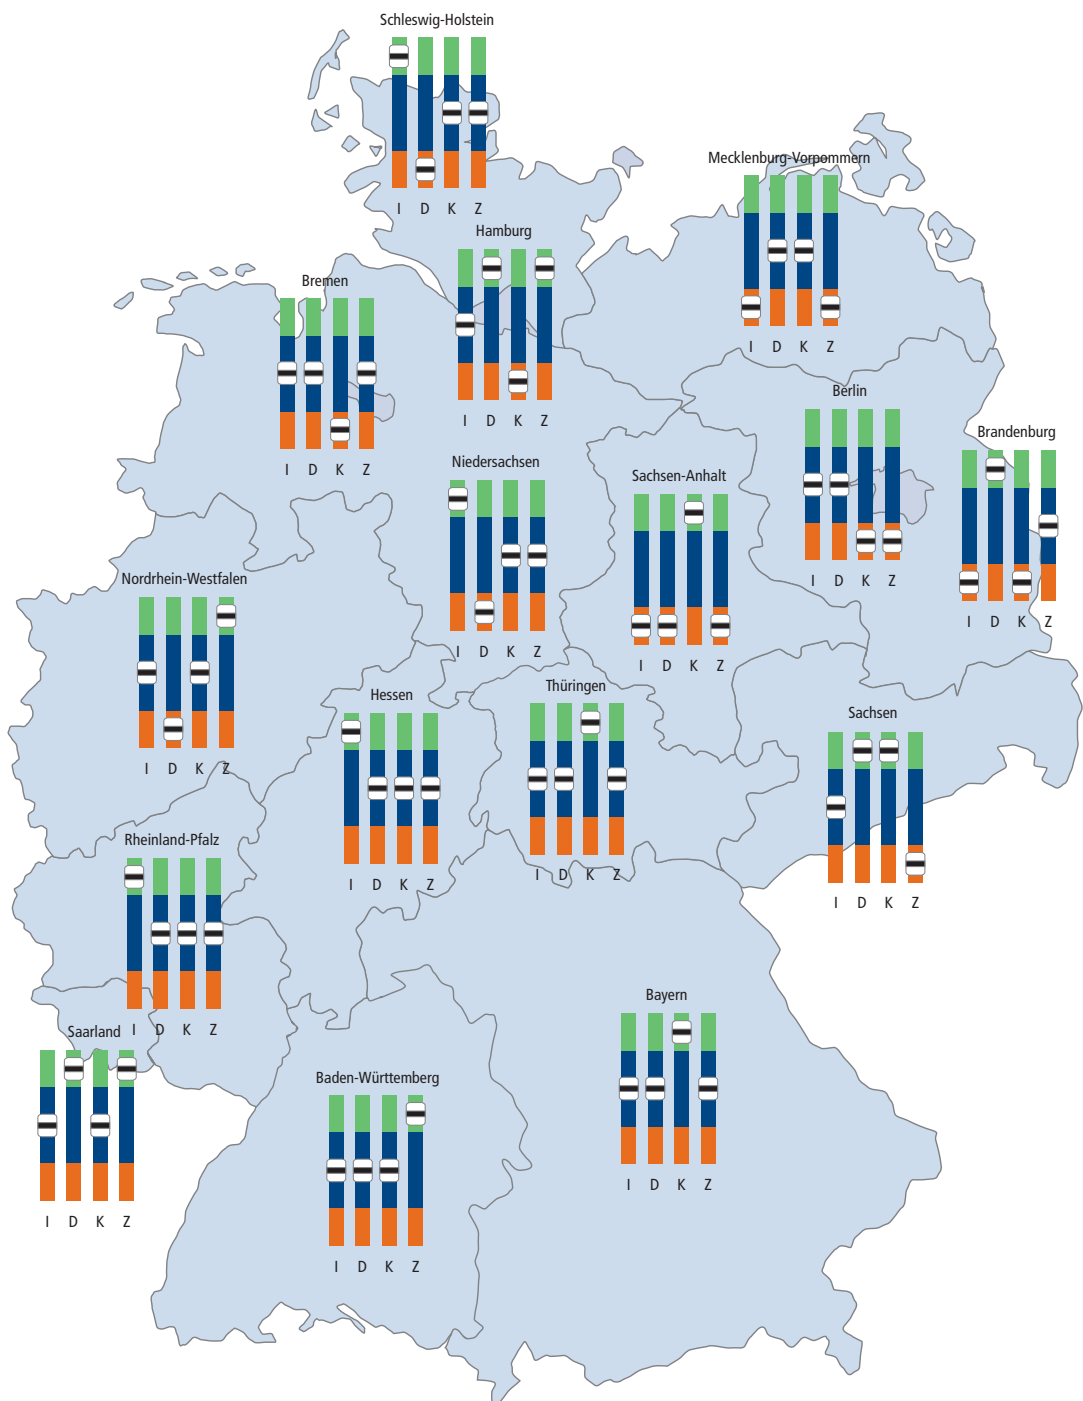 Schleswig-Holstein
I D K Z
Mecklenburg-Vorpommern
I D K Z
Hamburg
I D K Z
Bremen
I D K Z
Berlin
I D K Z
Brandenburg
I D K Z
Niedersachsen
I D K Z
Sachsen-Anhalt
I D K Z
Nordrhein-Westfalen
I D K Z
Hessen
I D K Z
Thüringen
I D K Z
Sachsen
I D K Z
Rheinland-Pfalz
I D K Z
Saarland
I D K Z
Baden-Württemberg
I D K Z
Bayern
I D K Z